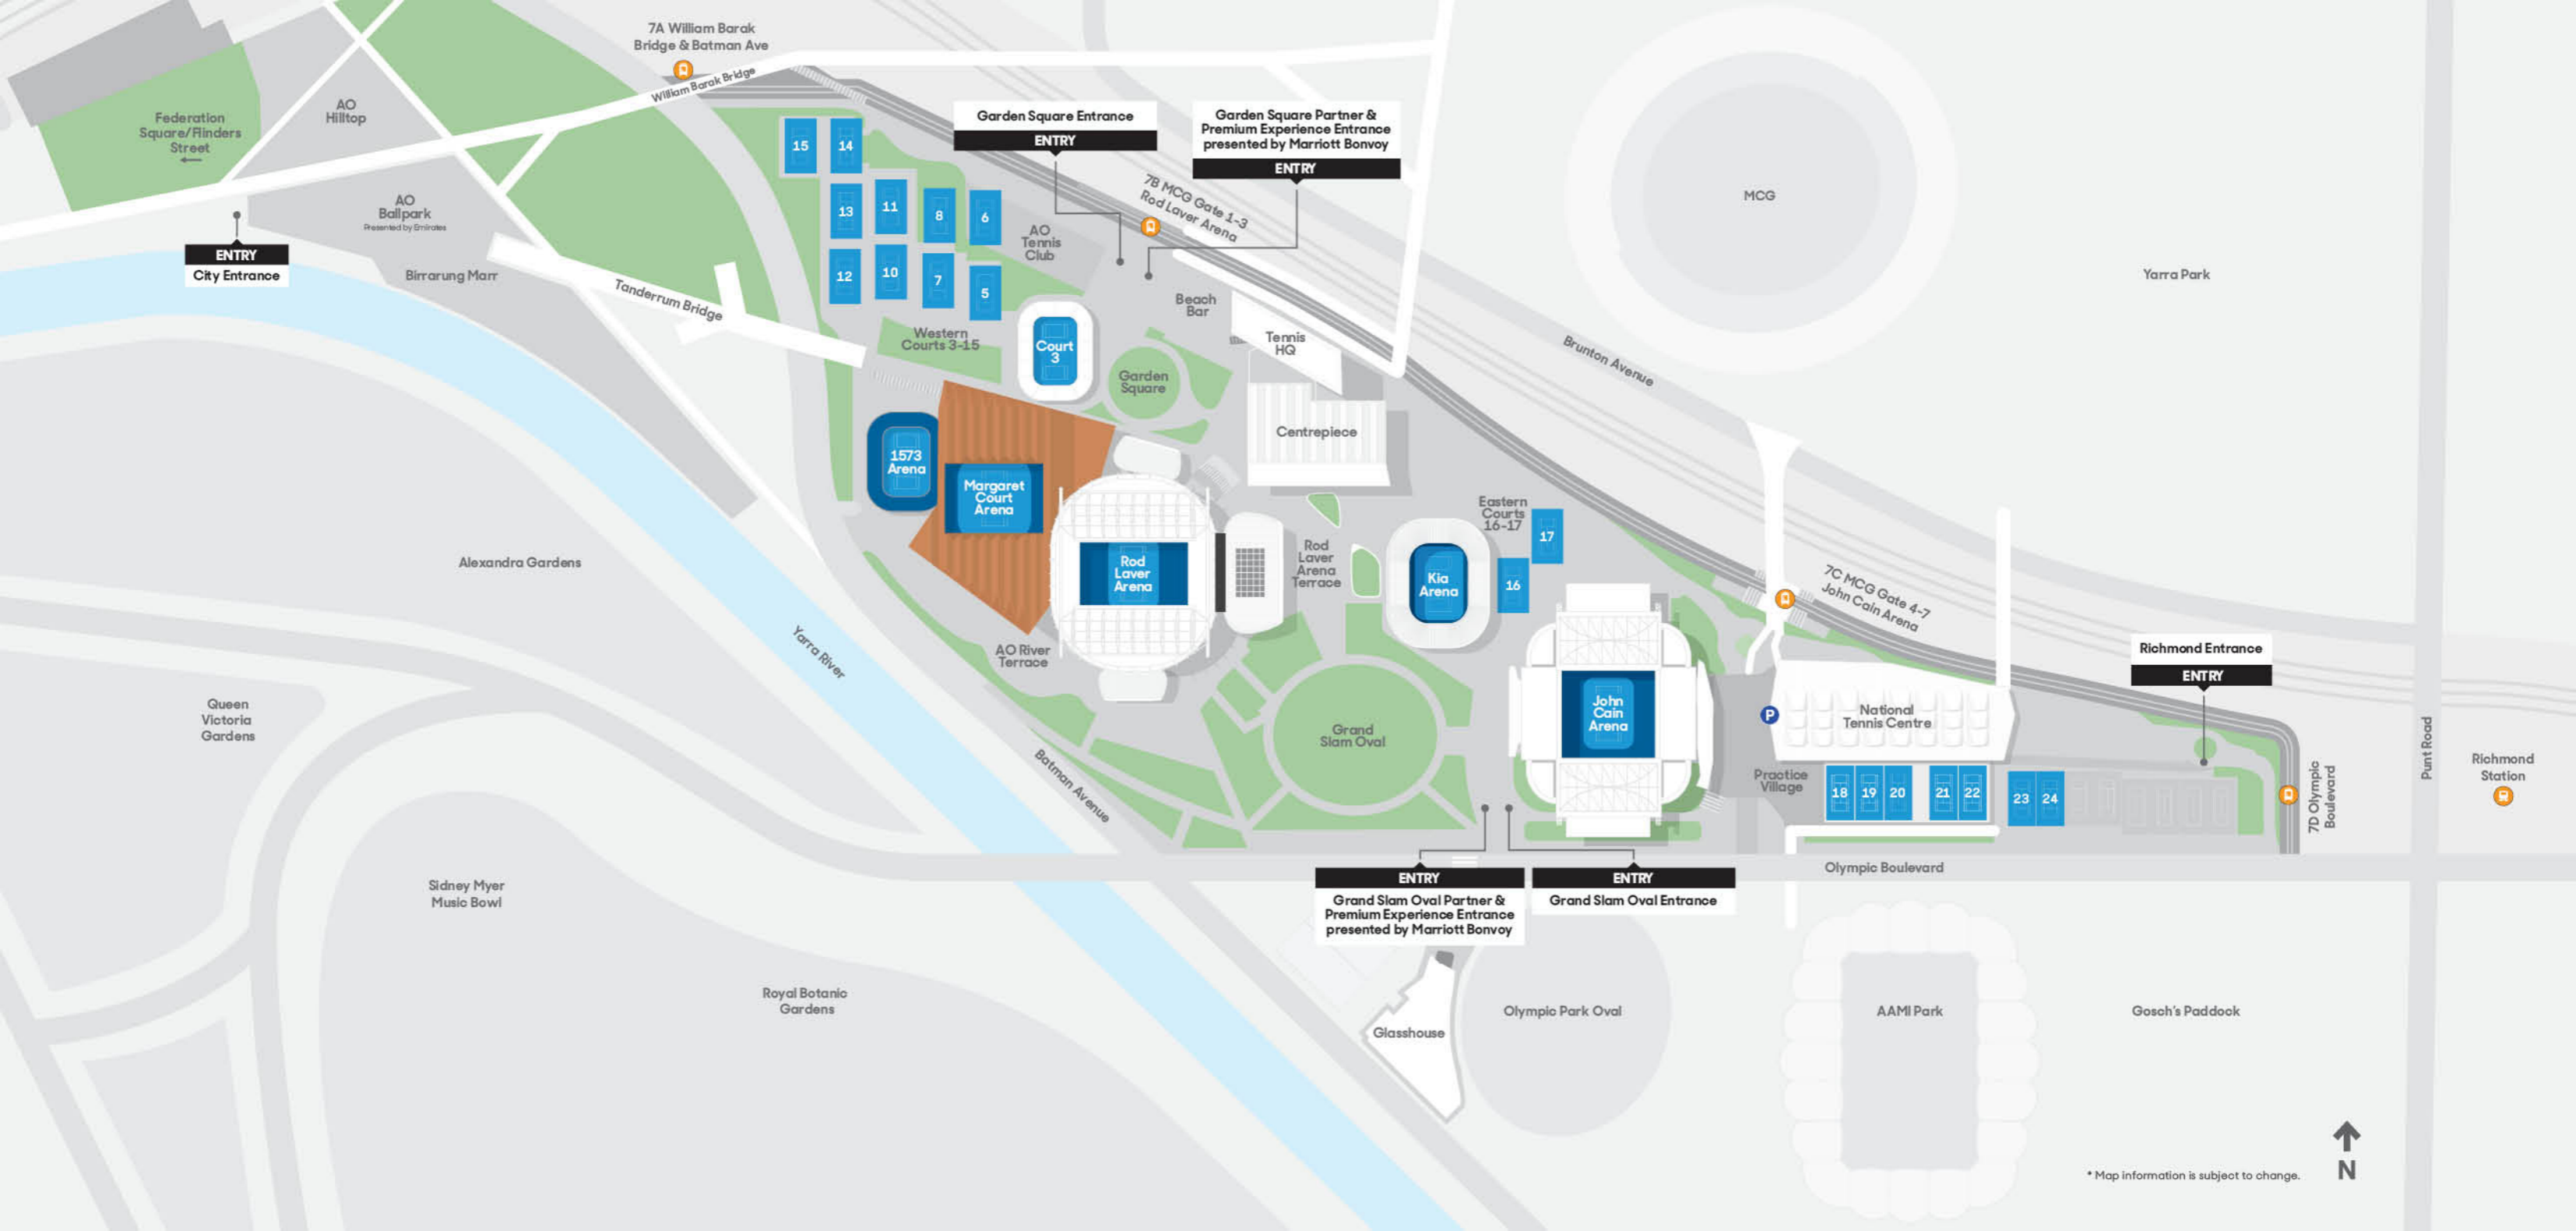 7A William Barak
Bridge & Batman Ave
William Barak Bridge
Federation
Square/Flinders
Street
AO
Hilltop
AO
Ballpark
Presented by Emirates
ENTRY
City Entrance
Birrarung Marr
Tanderrum Bridge
15
14
13
11
8
6
12
10
7
5
Western
Courts 3-15
AO
Tennis
Club
Garden Square Entrance
ENTRY
Garden Square Partner &
Premium Experience Entrance
presented by Marriott Bonvoy
ENTRY
7B MCG Gate 1-3
Rod Laver Arena
Beach
Bar
Tennis
HQ
Court
3
Garden
Square
Centrepiece
MCG
Yarra Park
Brunton Avenue
1573
Arena
Margaret
Court
Arena
Rod
Laver
Arena
Rod
Laver
Arena
Terrace
Kia
Arena
Eastern
Courts
16-17
17
16
7C MCG Gate 4-7
John Cain Arena
Richmond Entrance
ENTRY
Alexandra Gardens
Yarra River
AO River
Terrace
Batman Avenue
Grand
Slam Oval
John
Cain
Arena
P
National
Tennis Centre
Practice
Village
18
19
20
21
22
23
24
7D Olympic
Boulevard
Punt Road
Richmond
Station
Queen
Victoria
Gardens
Sidney Myer
Music Bowl
Royal Botanic
Gardens
Olympic Boulevard
ENTRY
Grand Slam Oval Partner &
Premium Experience Entrance
presented by Marriott Bonvoy
ENTRY
Grand Slam Oval Entrance
Glasshouse
Olympic Park Oval
AAMI Park
Gosch's Paddock
N
* Map information is subject to change.